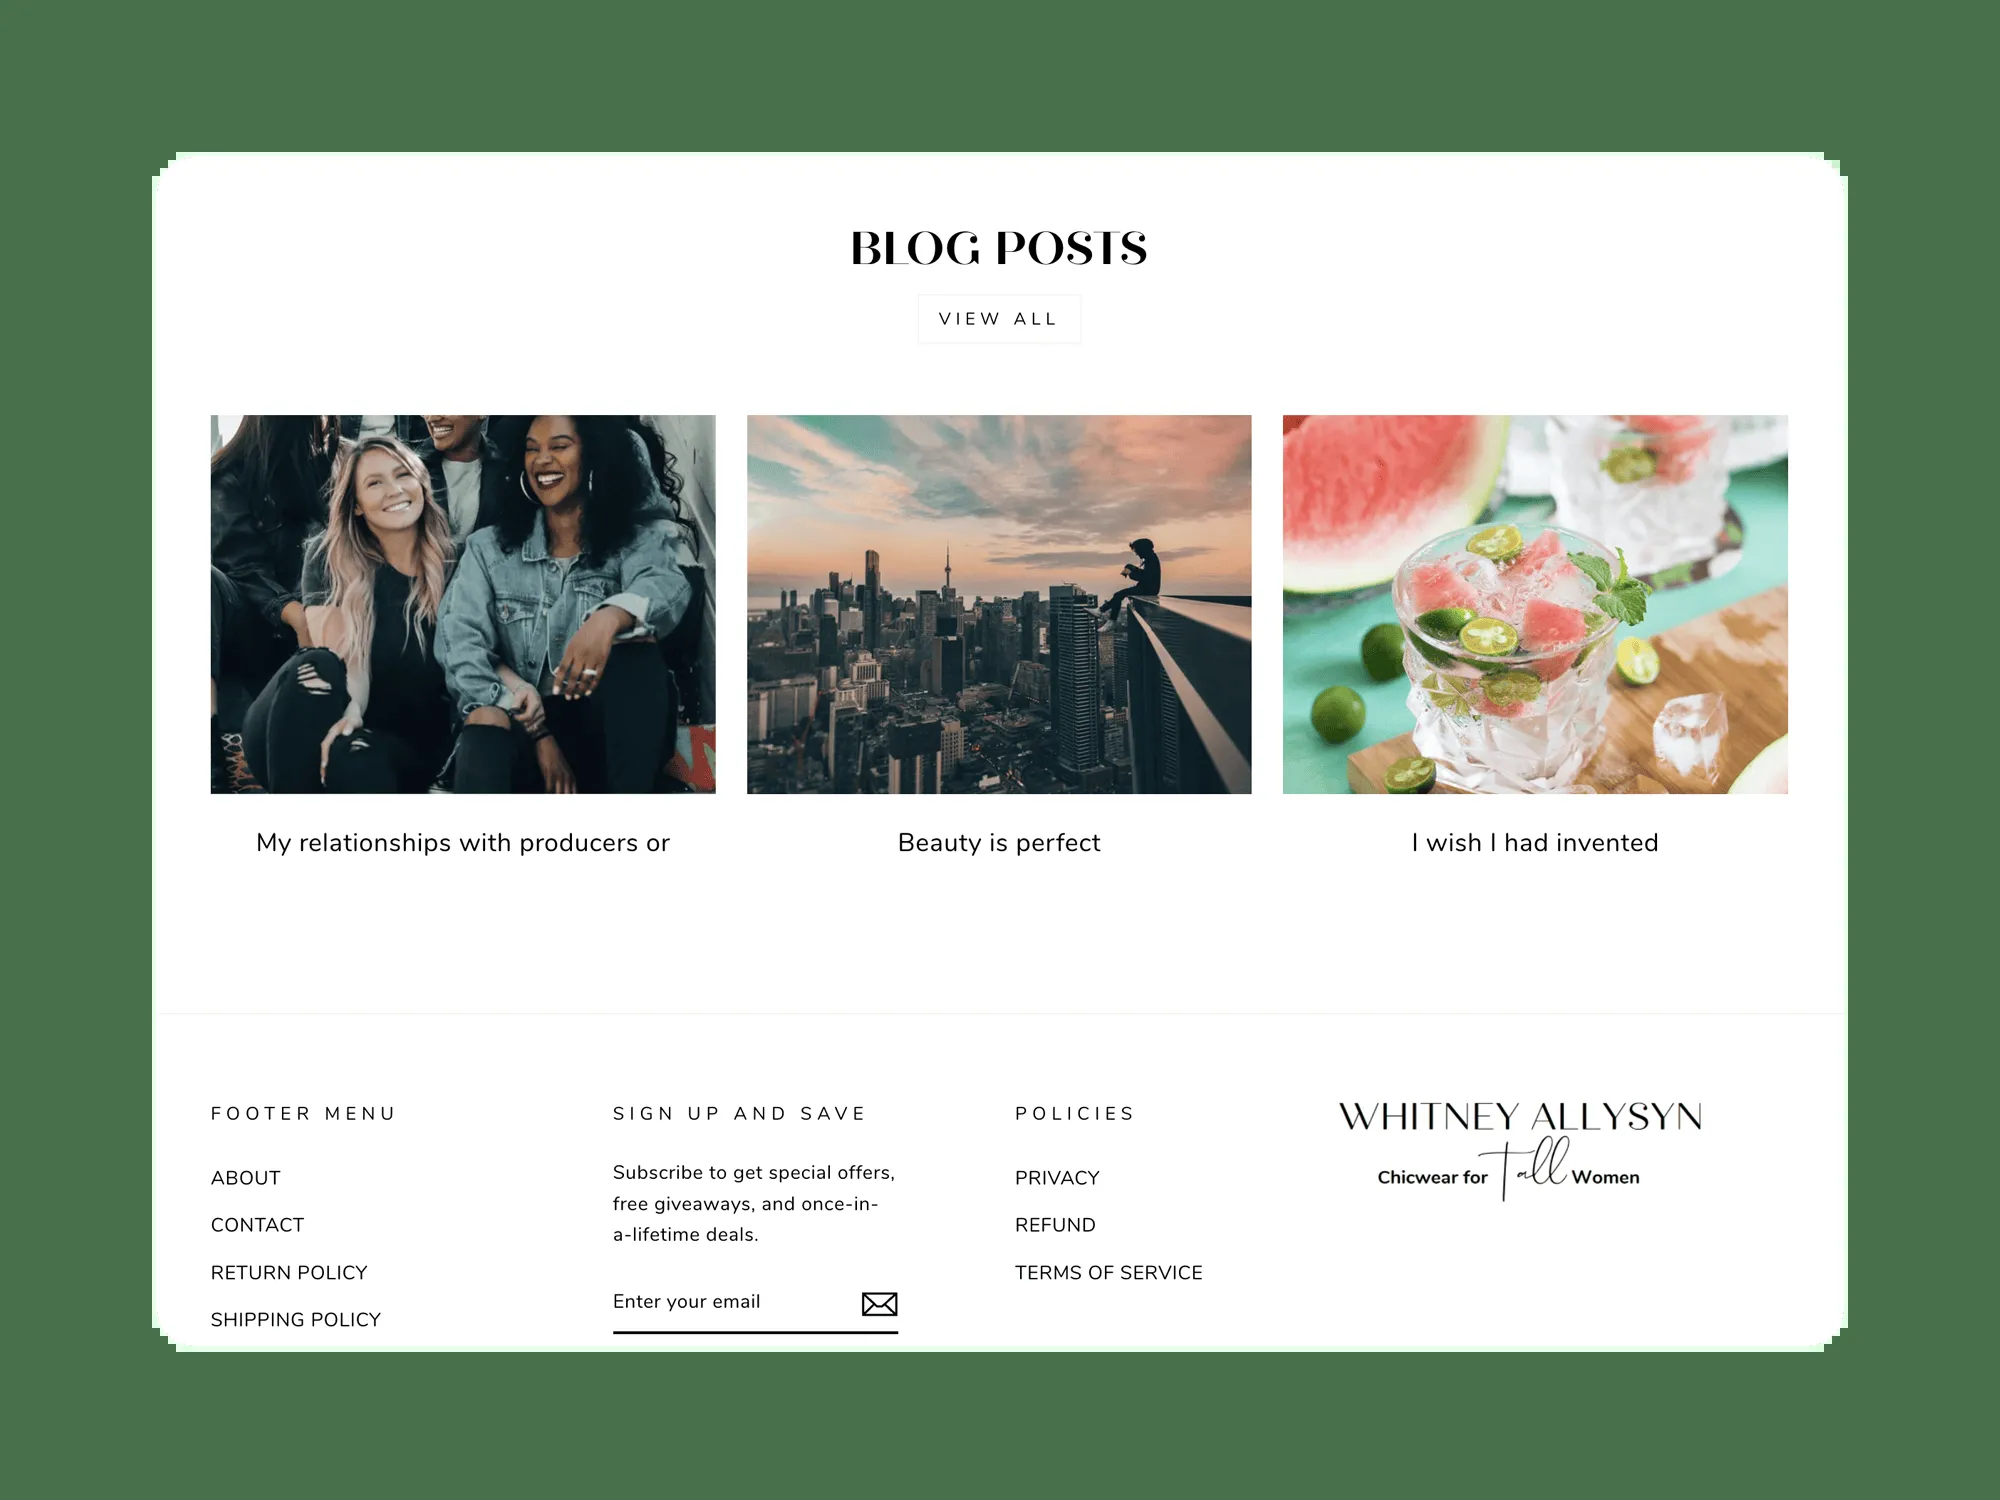 BLOG POSTS
VIEW ALL
My relationships with producers or
Beauty is perfect
I wish I had invented
FOOTER MENU
ABOUT
CONTACT
RETURN POLICY
SHIPPING POLICY
SIGN UP AND SAVE
Subscribe to get special offers,
free giveaways, and once-in-
a-lifetime deals.
Enter your email
POLICIES
PRIVACY
REFUND
TERMS OF SERVICE
WHITNEY ALLYSYN
Chicwear for Tall Women